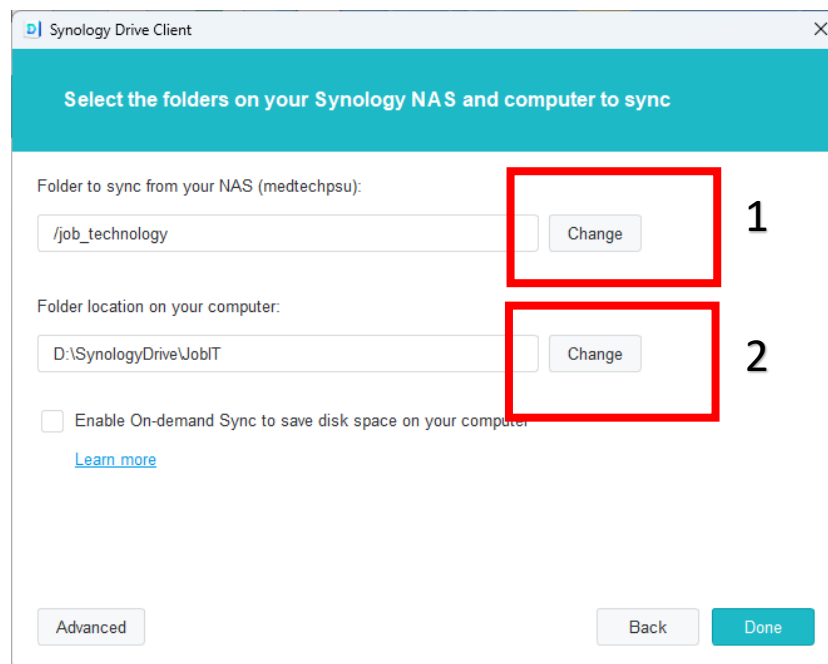 Synology Drive Client
Select the folders on your Synology NAS and computer to sync
Folder to sync from your NAS (medtechpsu):
/job_technology
Change
1
Folder location on your computer:
D:\SynologyDrive\JobIT
Change
2
Enable On-demand Sync to save disk space on your computer
Learn more
Advanced
Back
Done